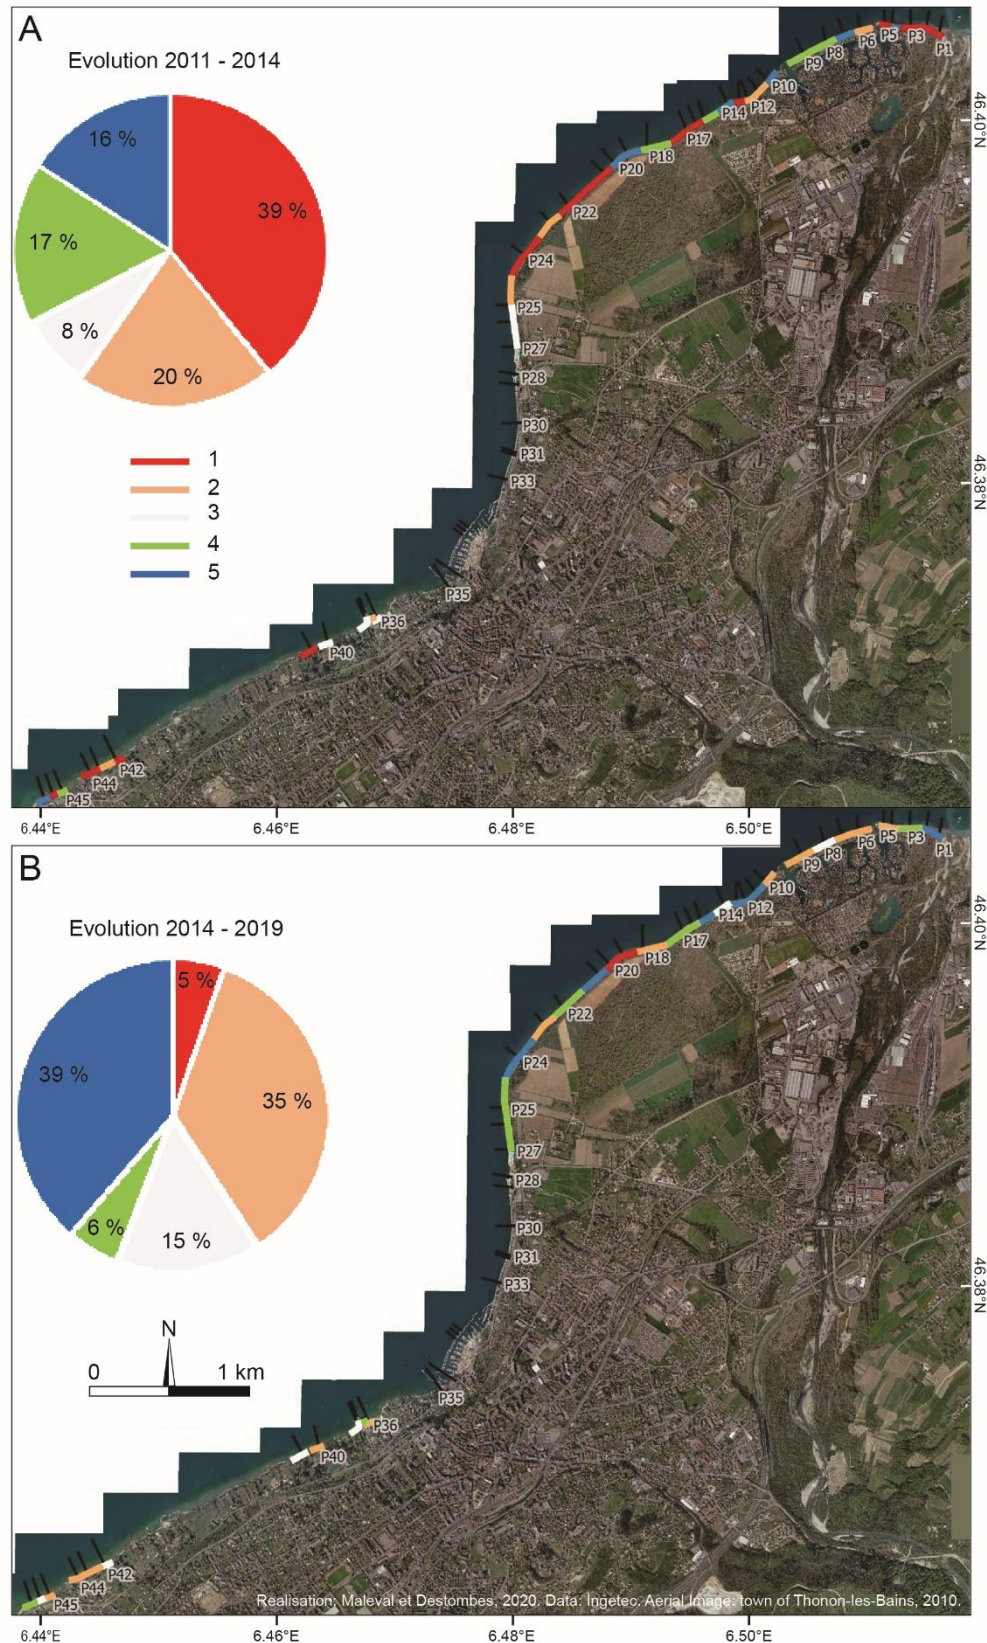 A
Evolution 2011 - 2014
16 %
39 %
17 %
8 %
20 %
1
2
3
4
5
P1
P3
P5
P6
P8
P9
P10
P12
P14
P17
P18
P20
P22
P24
P25
P27
P28
P30
P31
P33
P35
P36
P40
P42
P44
P45
46.40°N
46.38°N
6.44°E
6.46°E
6.48°E
6.50°E
B
Evolution 2014 - 2019
5 %
39 %
35 %
6 %
15 %
N
0 1 km
P1
P3
P5
P6
P8
P9
P10
P12
P14
P17
P18
P20
P22
P24
P25
P27
P28
P30
P31
P33
P35
P36
P40
P42
P44
P45
46.40°N
46.38°N
Realisation: Maleval et Destombes, 2020. Data: Ingetec. Aerial Image: town of Thonon-les-Bains, 2010.
6.44°E
6.46°E
6.48°E
6.50°E